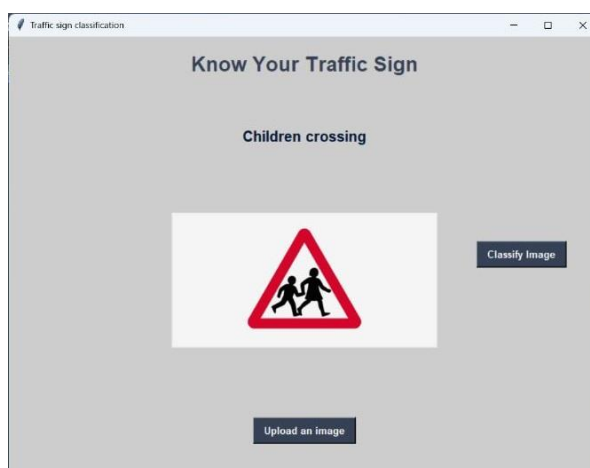 Traffic sign classification
Know Your Traffic Sign
Children crossing
Classify Image
Upload an image